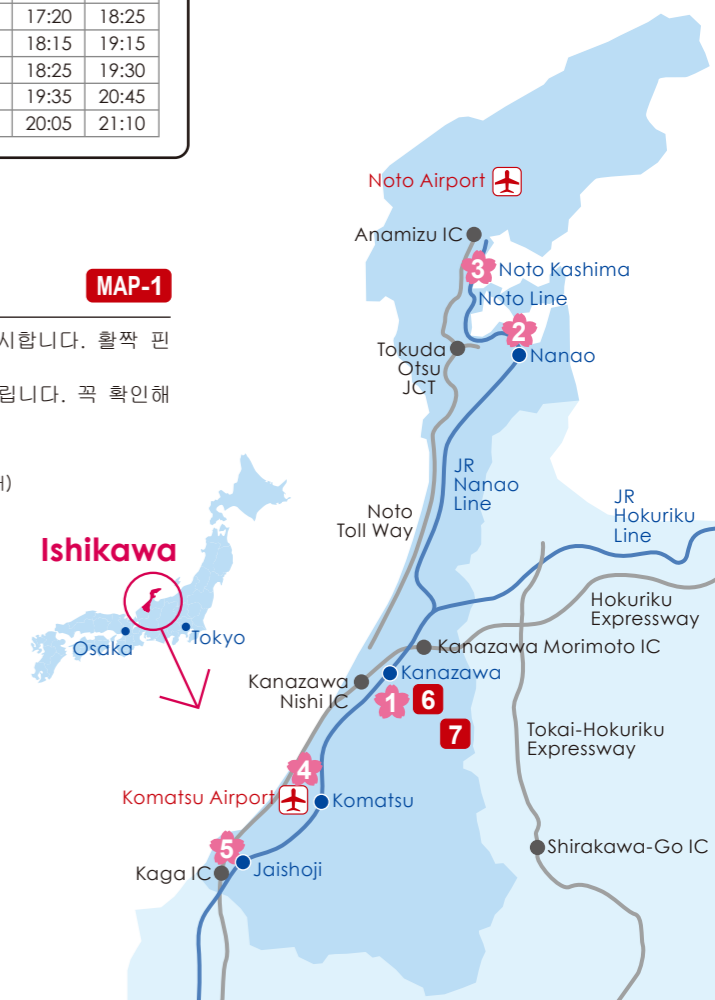 17:20 18:25
18:15 19:15
18:25 19:30
19:35 20:45
20:05 21:10
MAP-1
시합니다. 활짝 핀
립니다. 꼭 확인해
Noto Airport
Anamizu IC
3 Noto Kashima
Noto Line
2
Tokuda
Otsu
JCT
Nanao
JR
Nanao
Line
Noto
Toll Way
JR
Hokuriku
Line
Ishikawa
Osaka
Tokyo
Hokuriku
Expressway
Kanazawa Morimoto IC
Kanazawa
Kanazawa
Nishi IC
1 6
7
Tokai-Hokuriku
Expressway
4
Komatsu Airport
Komatsu
5
Kaga IC
Jaishoji
Shirakawa-Go IC